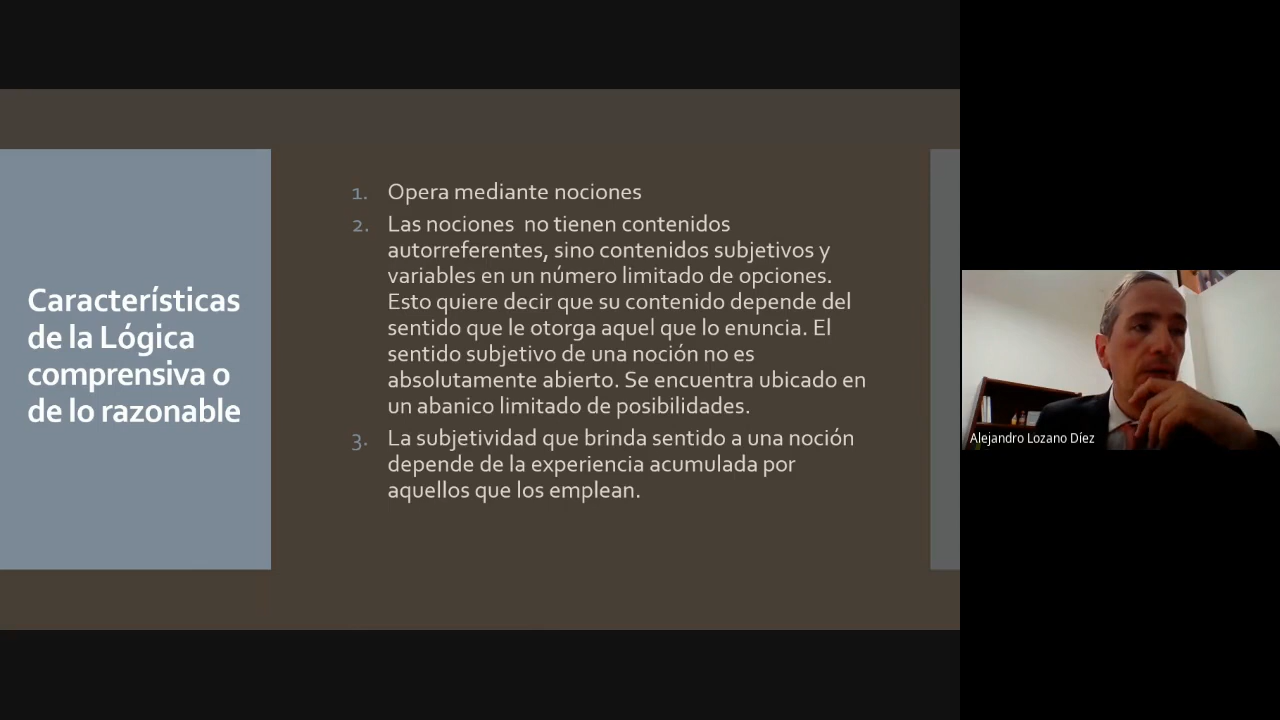 Características
de la Lógica
comprensiva o
de lo razonable
1. Opera mediante nociones
2. Las nociones no tienen contenidos
autorreferentes, sino contenidos subjetivos y
variables en un número limitado de opciones.
Esto quiere decir que su contenido depende del
sentido que le otorga aquel que lo enuncia. El
sentido subjetivo de una noción no es
absolutamente abierto. Se encuentra ubicado en
un abanico limitado de posibilidades.
3. La subjetividad que brinda sentido a una noción
depende de la experiencia acumulada por
aquellos que los emplean.
Alejandro Lozano Díez